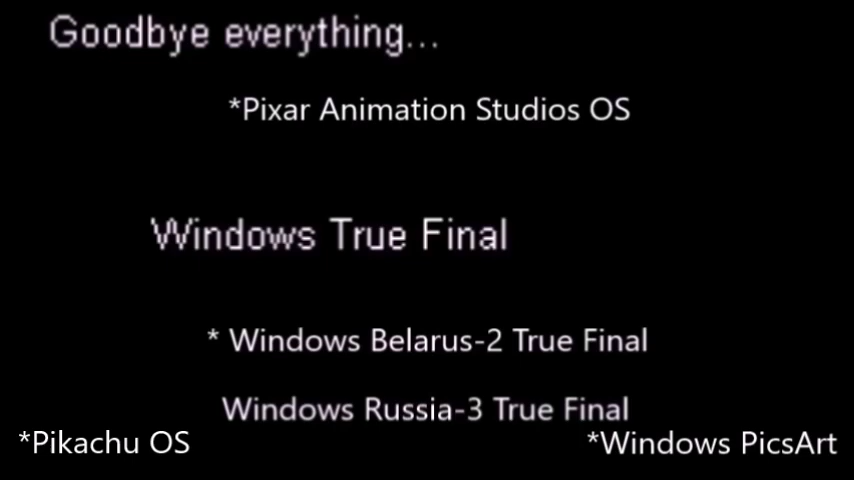 Goodbye everything...
*Pixar Animation Studios OS
Windows True Final
* Windows Belarus-2 True Final
Windows Russia-3 True Final
*Pikachu OS
*Windows PicsArt